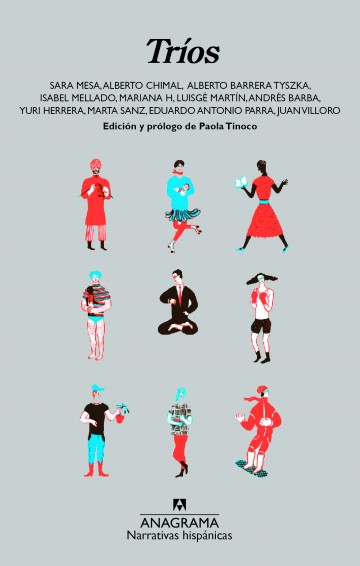 Tríos
SARA MESA, ALBERTO CHIMAL, ALBERTO BARRERA TYSZKA,
ISABEL MELLADO, MARIANA H, LUISGÉ MARTÍN, ANDRÉS BARBA,
YURI HERRERA, MARTA SANZ, EDUARDO ANTONIO PARRA, JUAN VILLORO
Edición y prólogo de Paola Tinoco
ANAGRAMA
Narrativas hispánicas